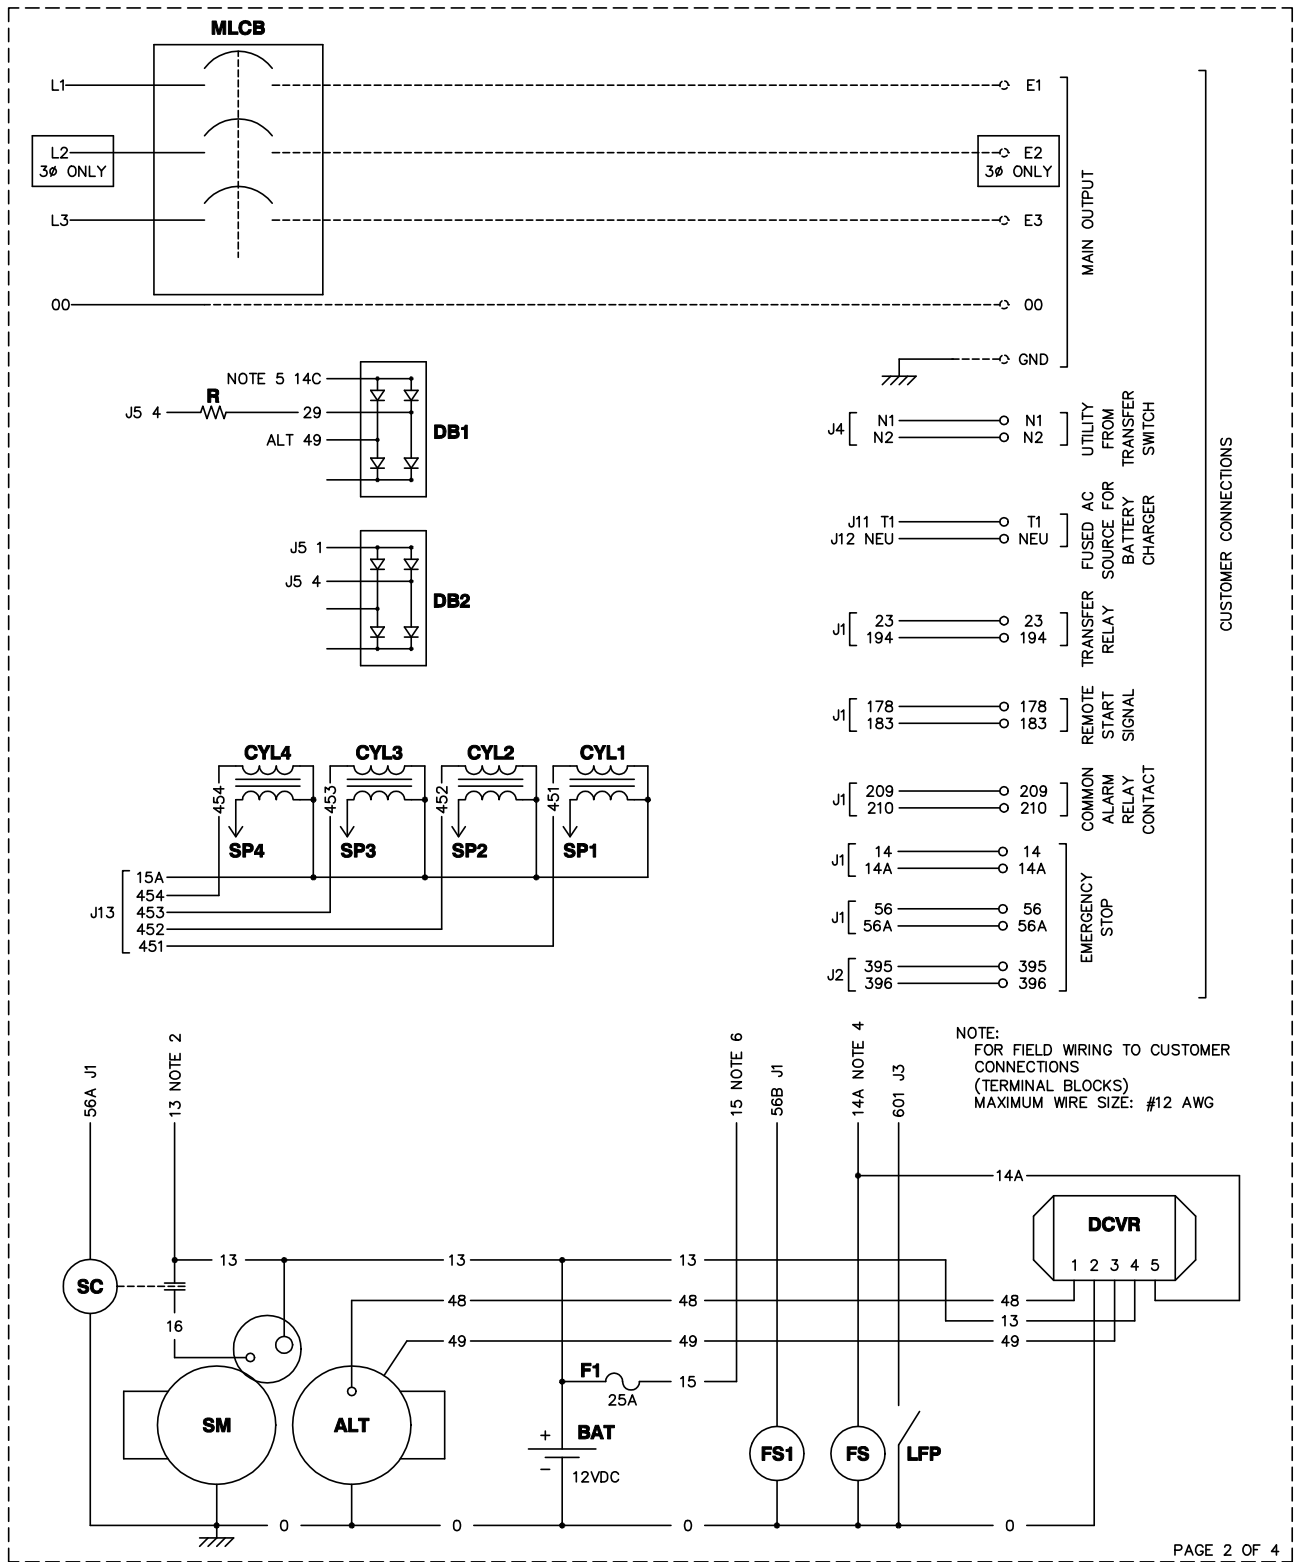 MLCB
L1
E1
L2
3ø ONLY
E2
3ø ONLY
L3
E3
00
00
GND
MAIN OUTPUT
CUSTOMER CONNECTIONS
NOTE 5 14C
R
J5 4
29
ALT 49
DB1
J5 1
J5 4
DB2
J4
N1
N2
N1
N2
UTILITY
FROM
TRANSFER
SWITCH
J11 T1
J12 NEU
T1
NEU
FUSED AC
SOURCE FOR
BATTERY
CHARGER
J1
23
194
23
194
TRANSFER
RELAY
J1
178
183
178
183
REMOTE
START
SIGNAL
J1
209
210
209
210
COMMON
ALARM
RELAY
CONTACT
J1
14
14A
14
14A
J1
56
56A
56
56A
J2
395
396
395
396
EMERGENCY
STOP
CYL4
CYL3
CYL2
CYL1
454
453
452
451
SP4
SP3
SP2
SP1
J13
15A
454
453
452
451
56A J1
13 NOTE 2
15 NOTE 6
56B J1
14A NOTE 4
601 J3
NOTE:
FOR FIELD WIRING TO CUSTOMER
CONNECTIONS
(TERMINAL BLOCKS)
MAXIMUM WIRE SIZE: #12 AWG
14A
DCVR
1 2 3 4 5
13
13
13
SC
48
48
48
16
13
49
49
49
F1
25A
15
SM
ALT
BAT
+
-
12VDC
FS1
FS
LFP
0
0
0
0
PAGE 2 OF 4